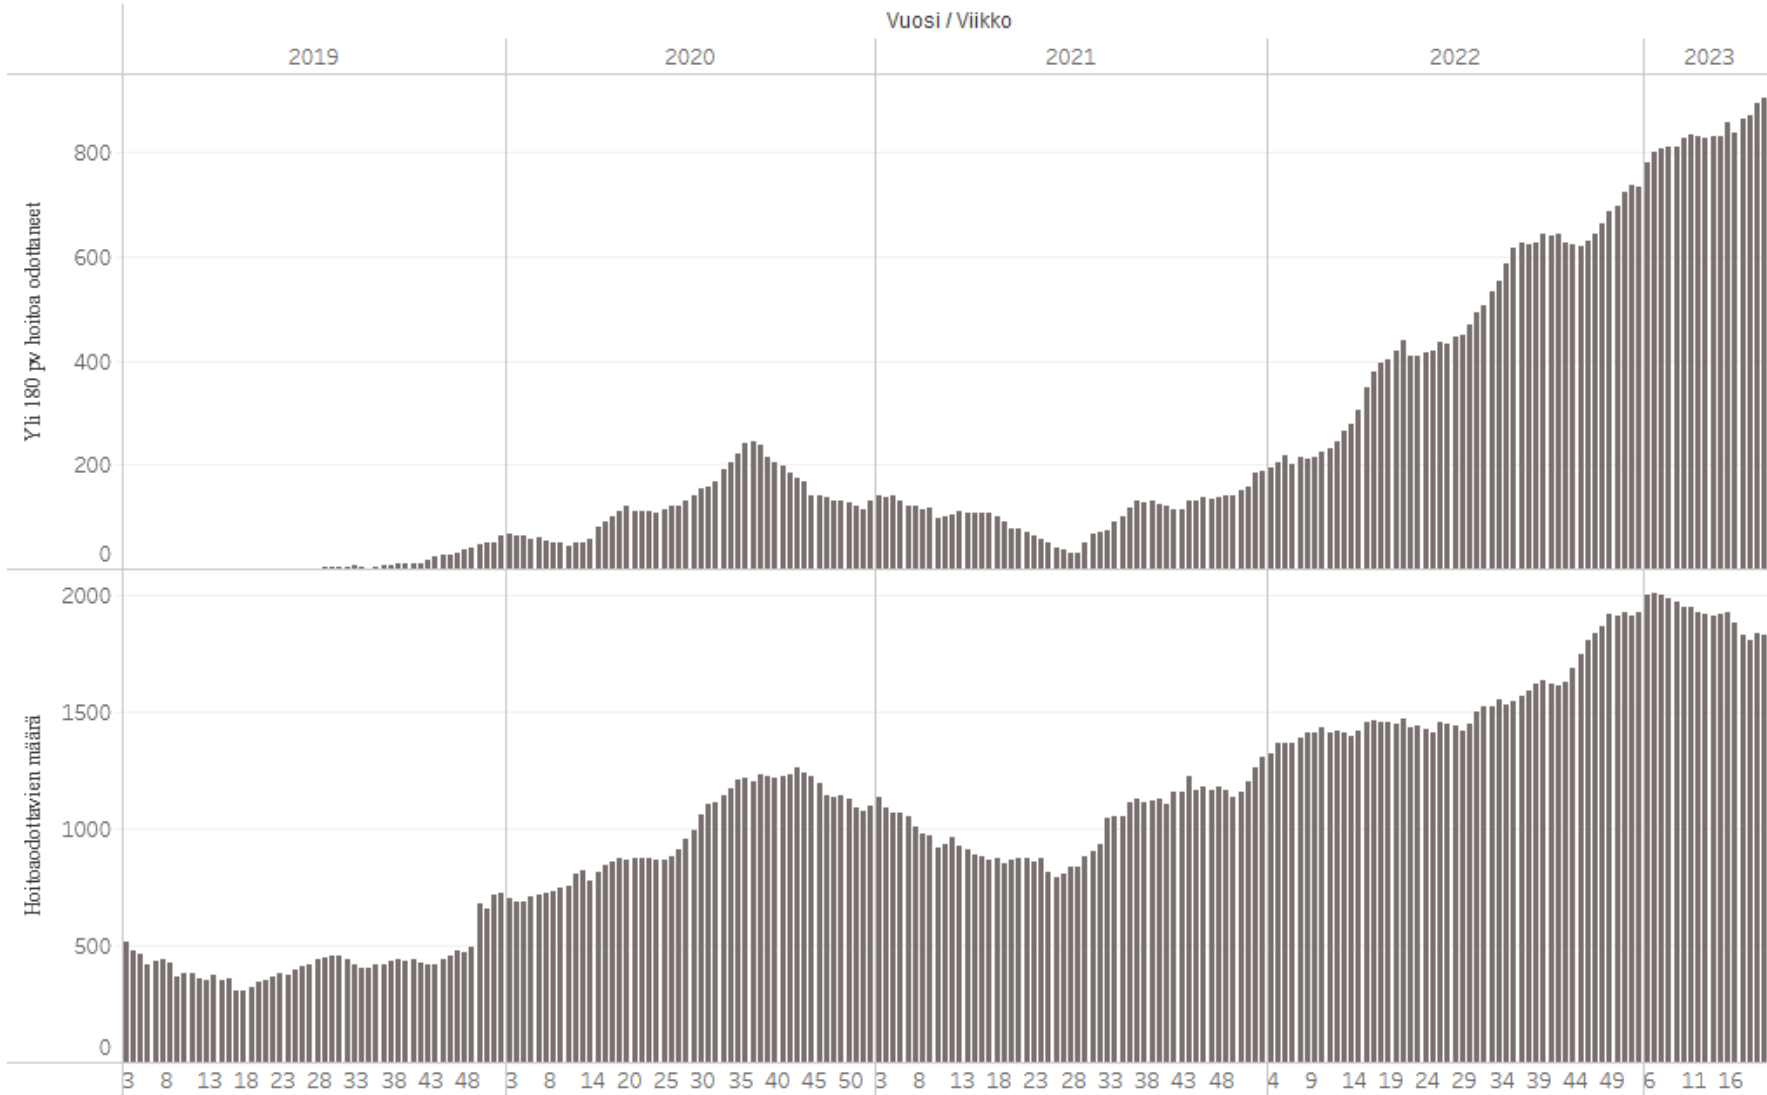 Vuosi / Viikko
2019 2020 2021 2022 2023
Yli 180 pv hoitoa odottaneet
800
600
400
200
0
Hoitoaodottavien määrä
2000
1500
1000
500
0
3 8 13 18 23 28 33 38 43 48 3 8 14 20 25 30 35 40 45 50 3 8 13 18 23 28 33 38 43 48 4 9 14 19 24 29 34 39 44 49 6 11 16